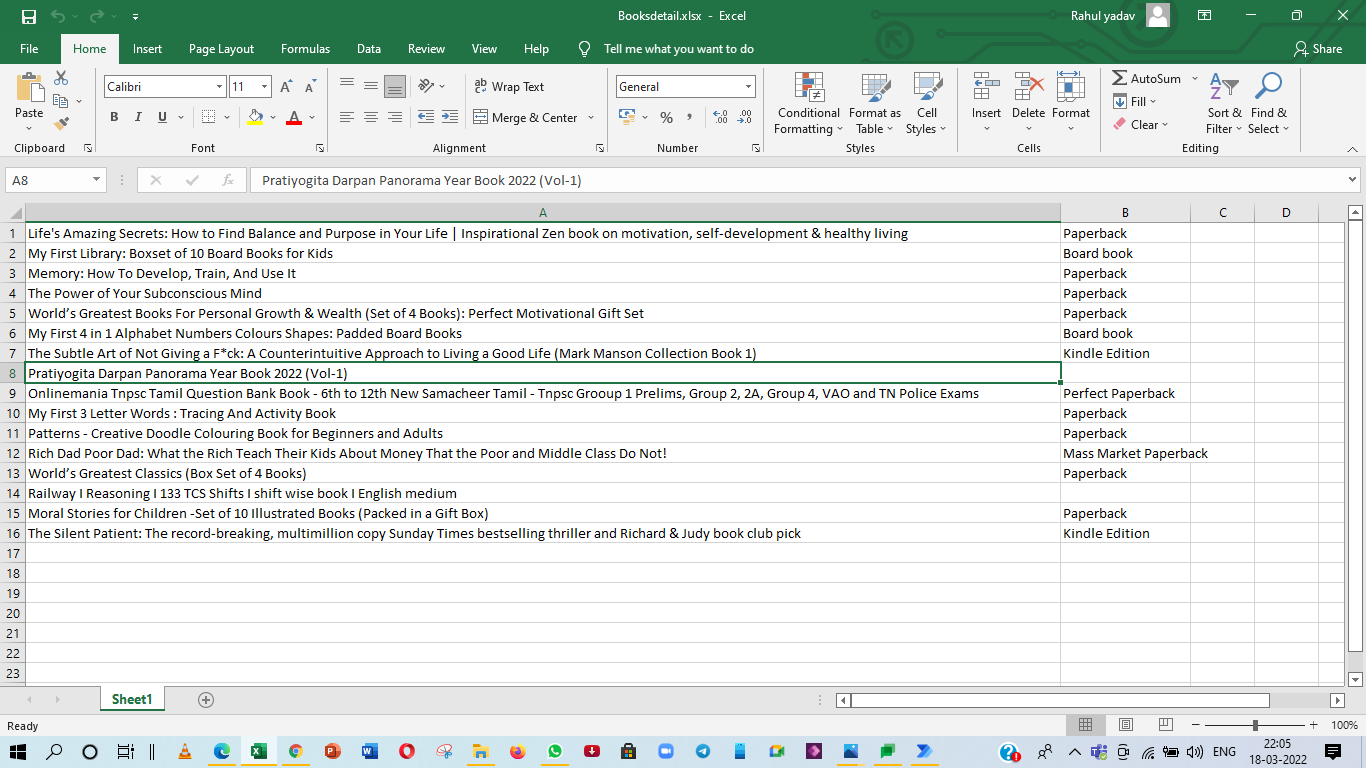 Booksdetail.xlsx - Excel
Rahul yadav
File Home Insert Page Layout Formulas Data Review View Help Tell me what you want to do Share
Paste
Clipboard
Calibri 11
B I U
Font
Wrap Text
Merge & Center
Alignment
General
Number
Conditional Formatting
Format as Table
Cell Styles
Styles
Insert Delete Format
Cells
AutoSum
Fill
Clear
Sort & Filter
Find & Select
Editing
A8 fx Pratiyogita Darpan Panorama Year Book 2022 (Vol-1)
A B C D
1 Life's Amazing Secrets: How to Find Balance and Purpose in Your Life | Inspirational Zen book on motivation, self-development & healthy living Paperback
2 My First Library: Boxset of 10 Board Books for Kids Board book
3 Memory: How To Develop, Train, And Use It Paperback
4 The Power of Your Subconscious Mind Paperback
5 World’s Greatest Books For Personal Growth & Wealth (Set of 4 Books): Perfect Motivational Gift Set Paperback
6 My First 4 in 1 Alphabet Numbers Colours Shapes: Padded Board Books Board book
7 The Subtle Art of Not Giving a F*ck: A Counterintuitive Approach to Living a Good Life (Mark Manson Collection Book 1) Kindle Edition
8 Pratiyogita Darpan Panorama Year Book 2022 (Vol-1)
9 Onlinemania Tnpsc Tamil Question Bank Book - 6th to 12th New Samacheer Tamil - Tnpsc Grooup 1 Prelims, Group 2, 2A, Group 4, VAO and TN Police Exams Perfect Paperback
10 My First 3 Letter Words : Tracing And Activity Book Paperback
11 Patterns - Creative Doodle Colouring Book for Beginners and Adults Paperback
12 Rich Dad Poor Dad: What the Rich Teach Their Kids About Money That the Poor and Middle Class Do Not! Mass Market Paperback
13 World’s Greatest Classics (Box Set of 4 Books) Paperback
14 Railway I Reasoning I 133 TCS Shifts I shift wise book I English medium
15 Moral Stories for Children -Set of 10 Illustrated Books (Packed in a Gift Box) Paperback
16 The Silent Patient: The record-breaking, multimillion copy Sunday Times bestselling thriller and Richard & Judy book club pick Kindle Edition
17
18
19
20
21
22
23
Sheet1
Ready 100%
ENG 22:05
18-03-2022